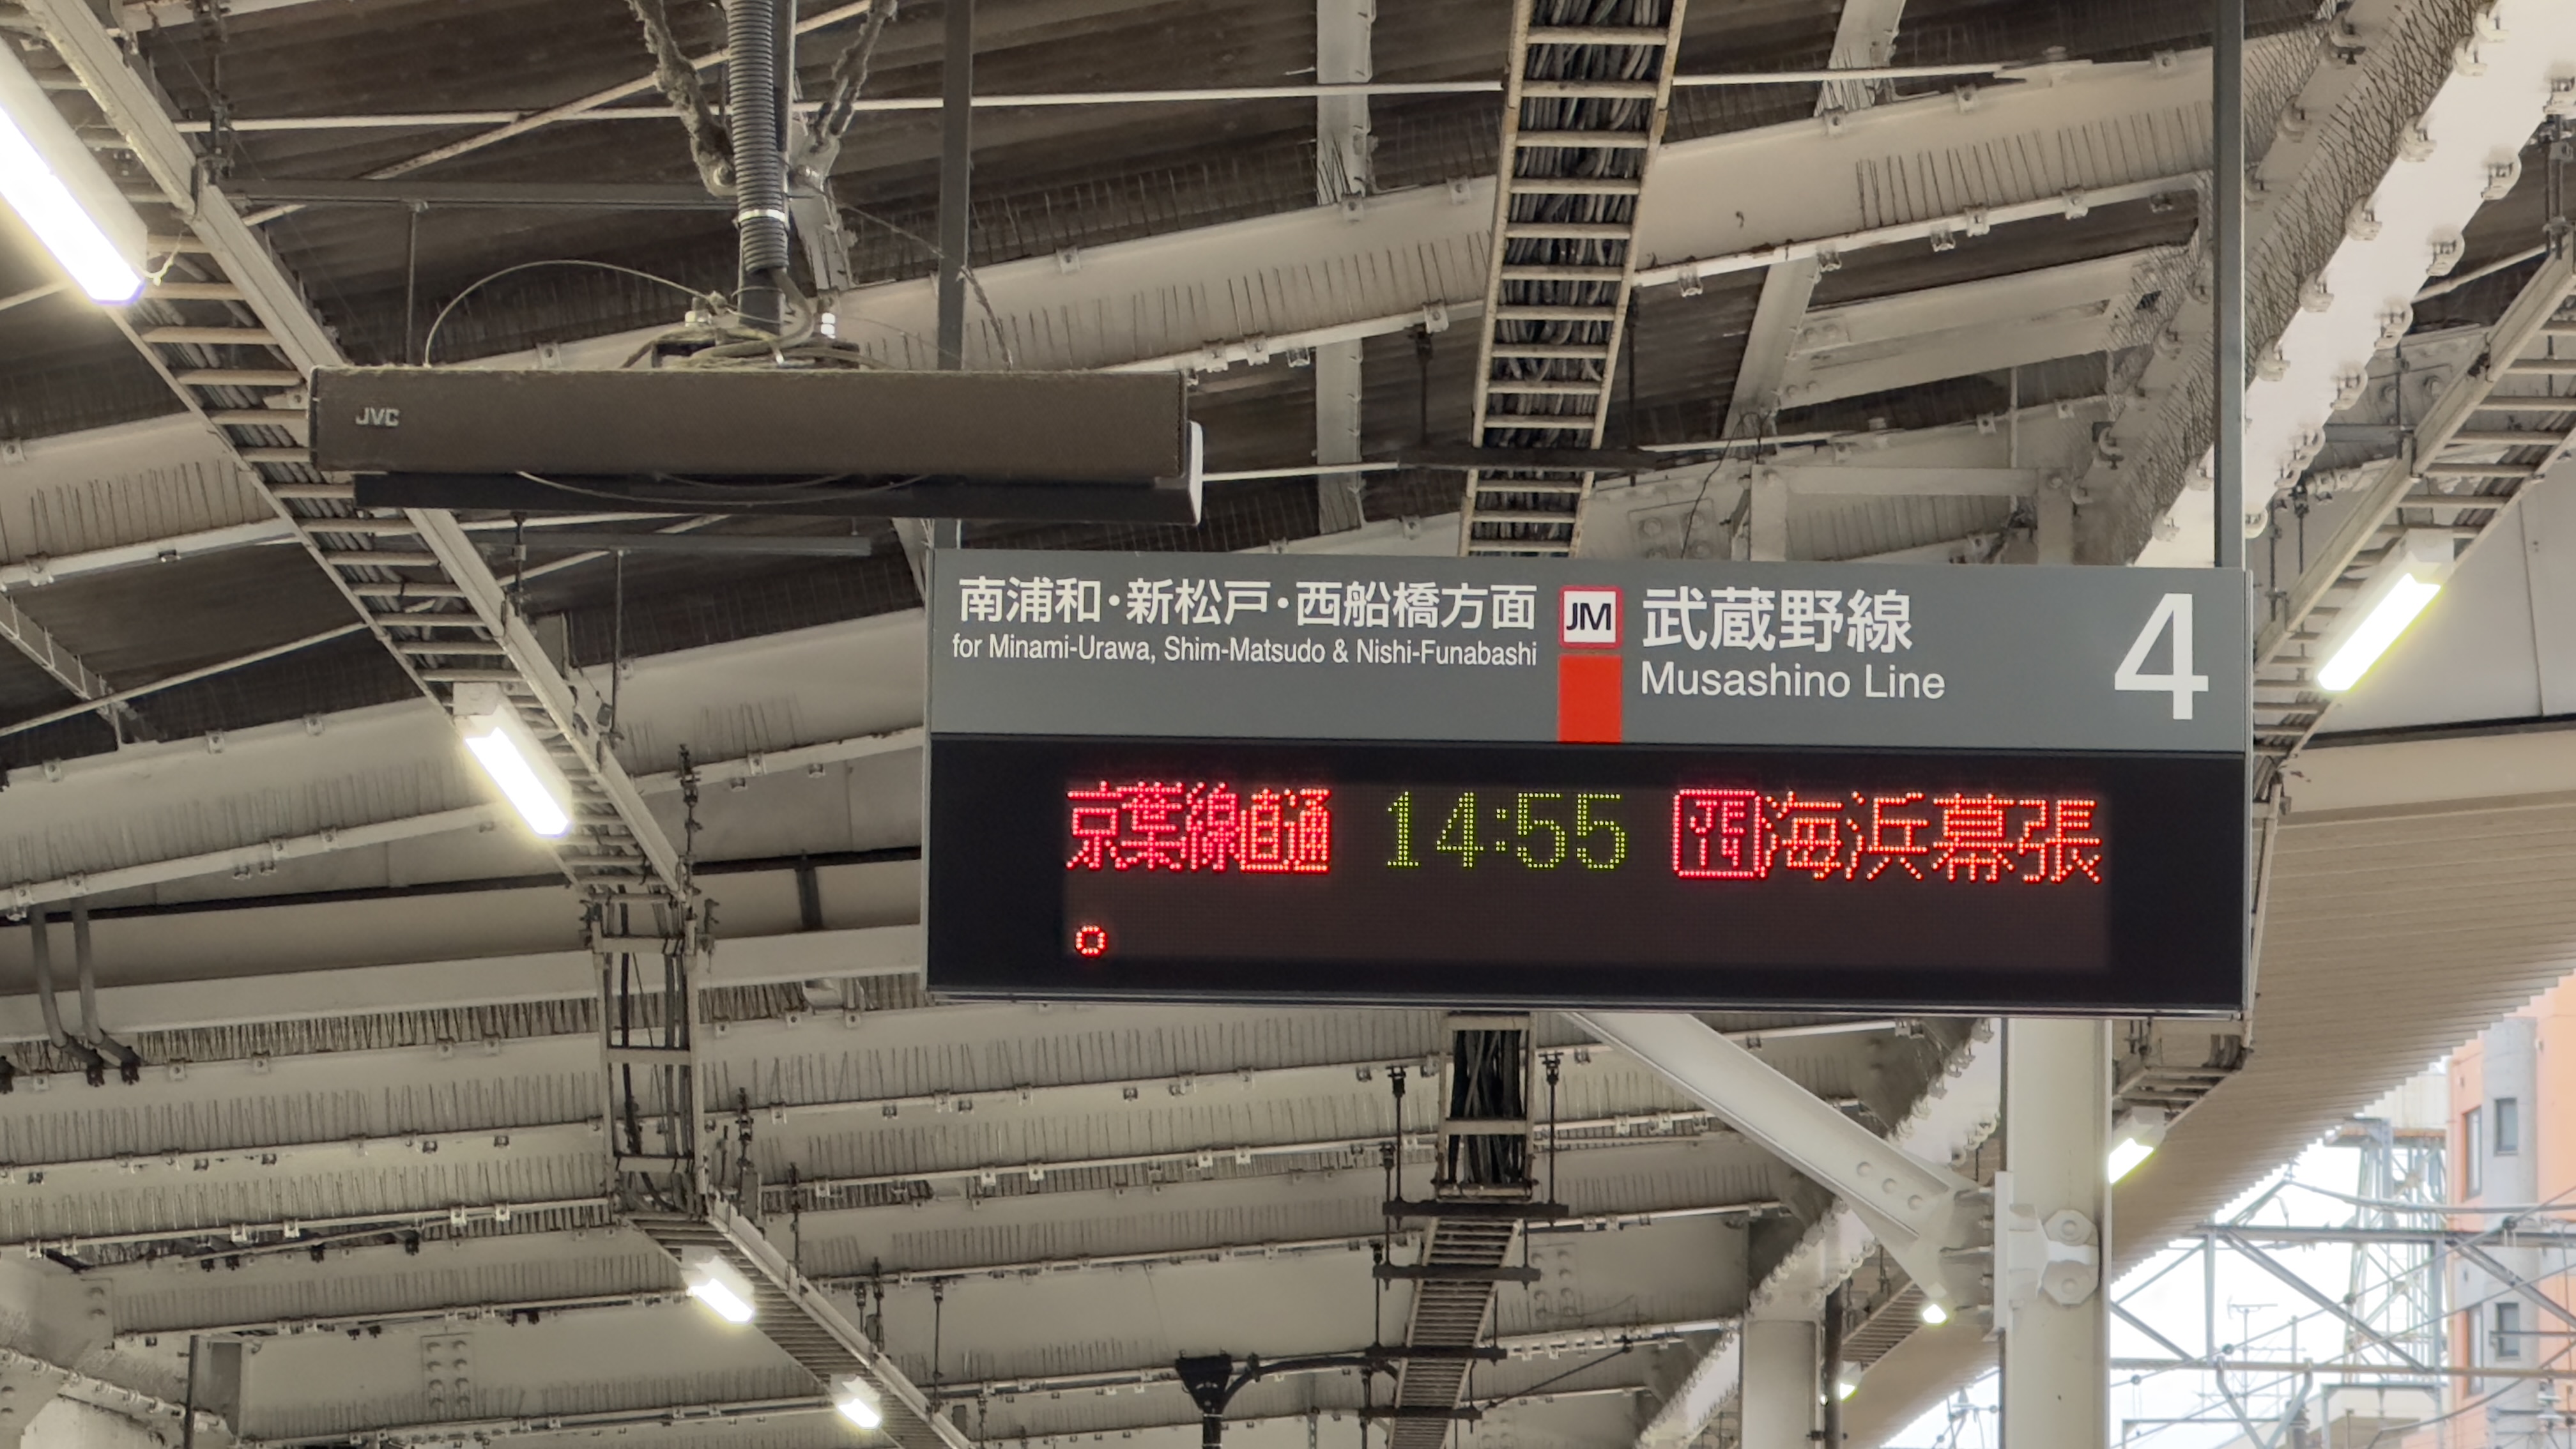 JVC
南浦和・新松戸・西船橋方面
for Minami-Urawa, Shim-Matsudo & Nishi-Funabashi
JM
武蔵野線
Musashino Line
4
京葉線直通 14:55 JE 14 海浜幕張
。